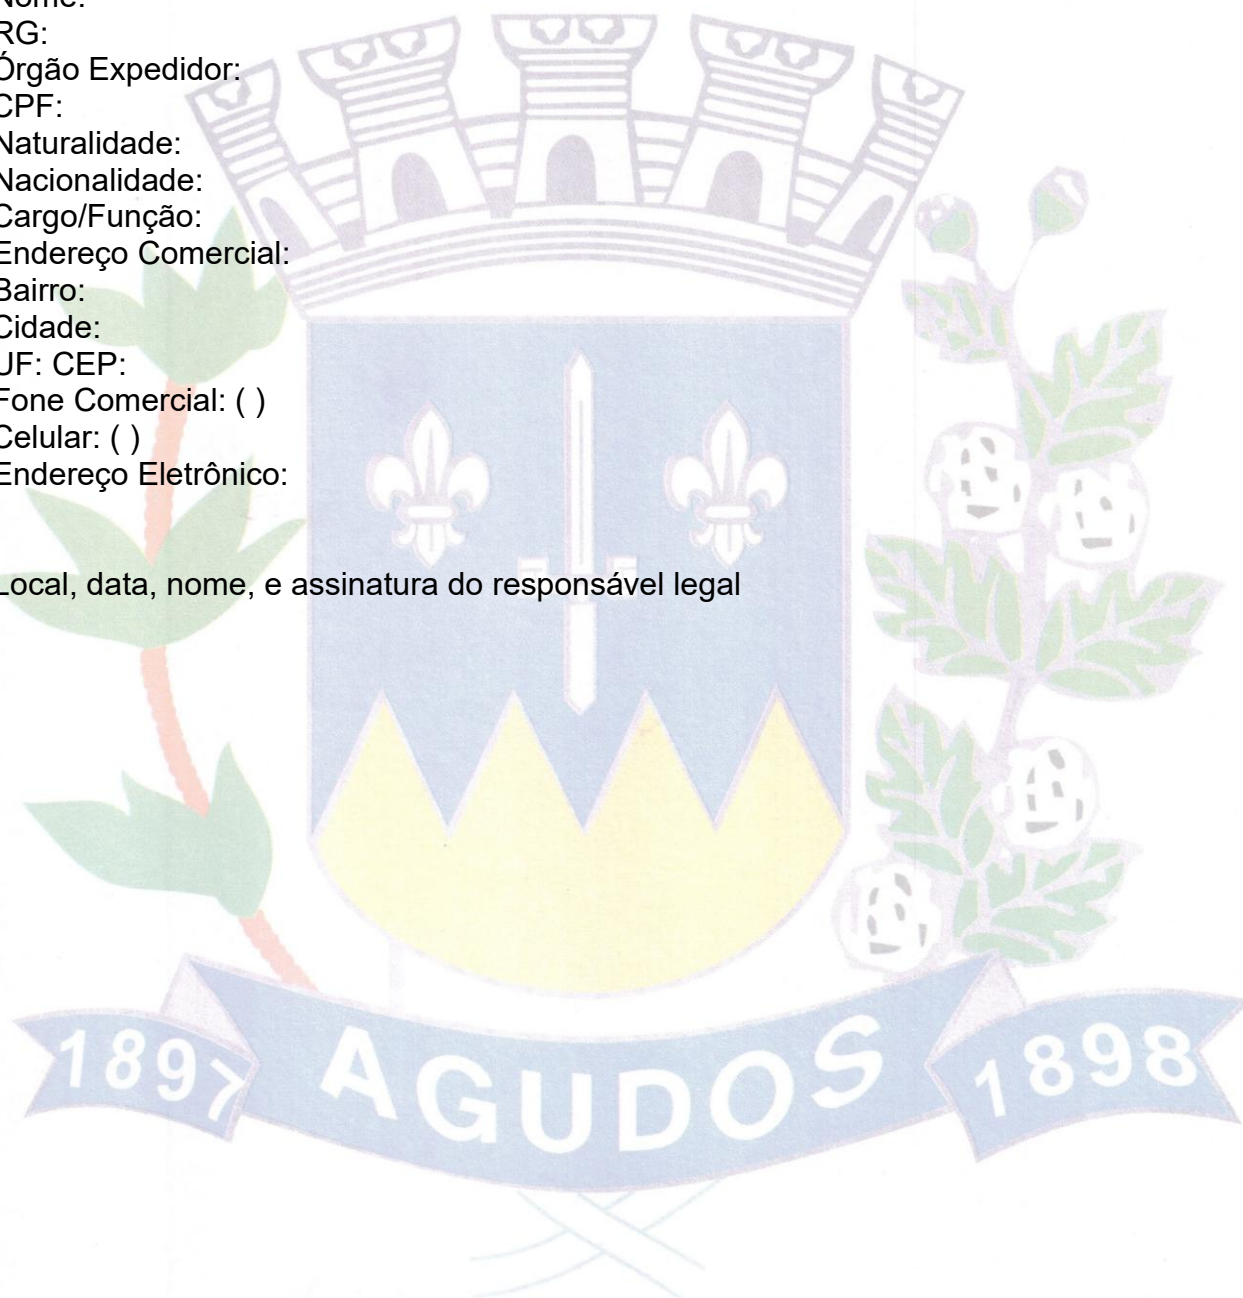 Nome:
RG:
Órgão Expedidor:
CPF:
Naturalidade:
Nacionalidade:
Cargo/Função:
Endereço Comercial:
Bairro:
Cidade:
UF: CEP:
Fone Comercial: ( )
Celular: ( )
Endereço Eletrônico:
Local, data, nome, e assinatura do responsável legal
1897 AGUDOS 1898